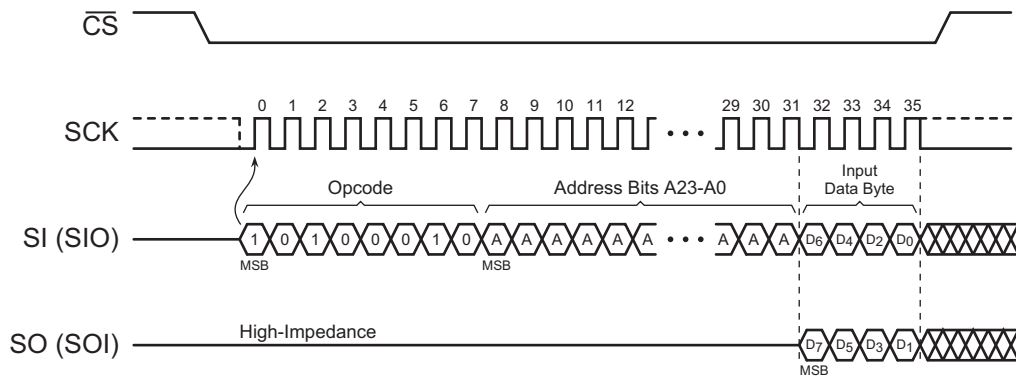 CS
0 1 2 3 4 5 6 7 8 9 10 11 12 29 30 31 32 33 34 35
SCK
• • •
Opcode
Address Bits A23-A0
Input
Data Byte
SI (SIO)
1 0 1 0 0 0 1 0 A A A A A A • • • A A A D6 D4 D2 D0
MSB
MSB
High-Impedance
SO (SOI)
D7 D5 D3 D1
MSB